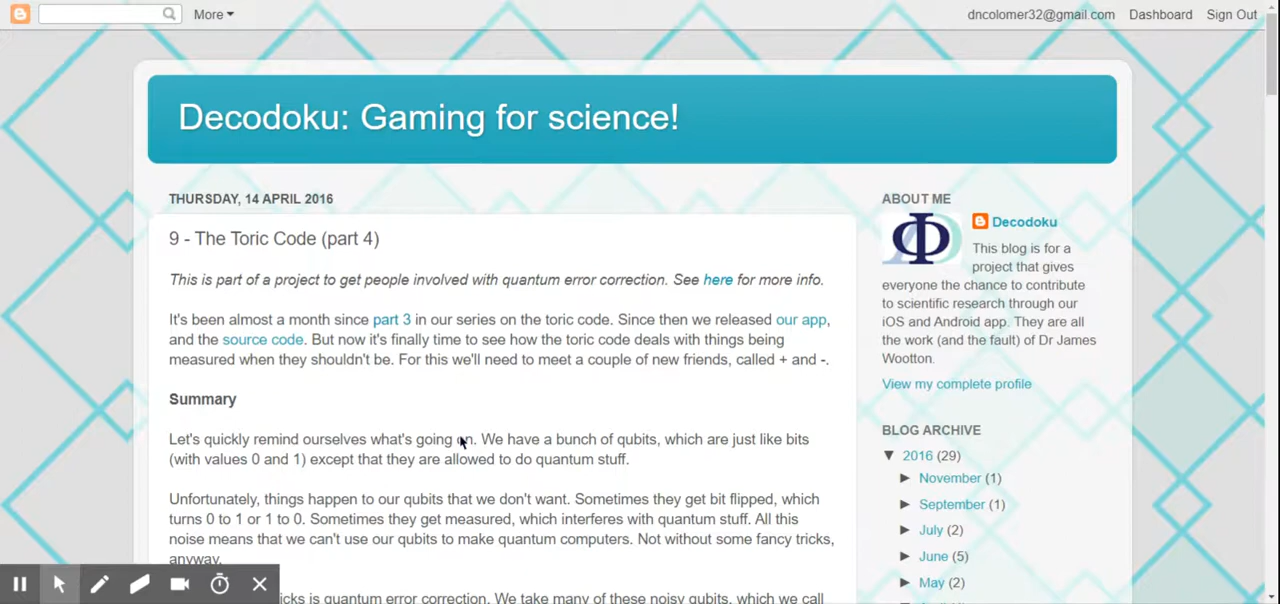 More
dncolomer32@gmail.com Dashboard Sign Out
Decodoku: Gaming for science!
THURSDAY, 14 APRIL 2016
9 - The Toric Code (part 4)
This is part of a project to get people involved with quantum error correction. See here for more info.
It's been almost a month since part 3 in our series on the toric code. Since then we released our app,
and the source code. But now it's finally time to see how the toric code deals with things being
measured when they shouldn't be. For this we'll need to meet a couple of new friends, called + and -.
Summary
Let's quickly remind ourselves what's going on. We have a bunch of qubits, which are just like bits
(with values 0 and 1) except that they are allowed to do quantum stuff.
Unfortunately, things happen to our qubits that we don't want. Sometimes they get bit flipped, which
turns 0 to 1 or 1 to 0. Sometimes they get measured, which interferes with quantum stuff. All this
noise means that we can't use our qubits to make quantum computers. Not without some fancy tricks,
anyway.
icks is quantum error correction. We take many of these noisy qubits, which we call
ABOUT ME
Decodoku
This blog is for a
project that gives
everyone the chance to contribute
to scientific research through our
iOS and Android app. They are all
the work (and the fault) of Dr James
Wootton.
View my complete profile
BLOG ARCHIVE
▼ 2016 (29)
► November (1)
► September (1)
► July (2)
► June (5)
► May (2)